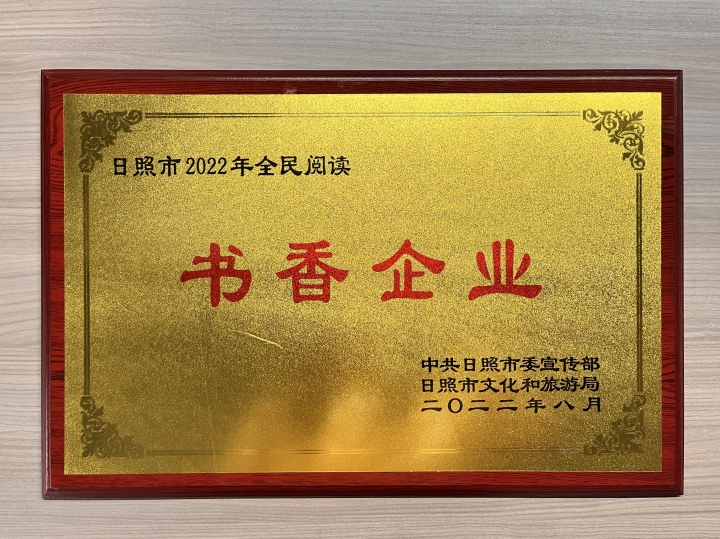 日照市2022年全民阅读
书香企业
中共日照市委宣传部
日照市文化和旅游局
二〇二二年八月